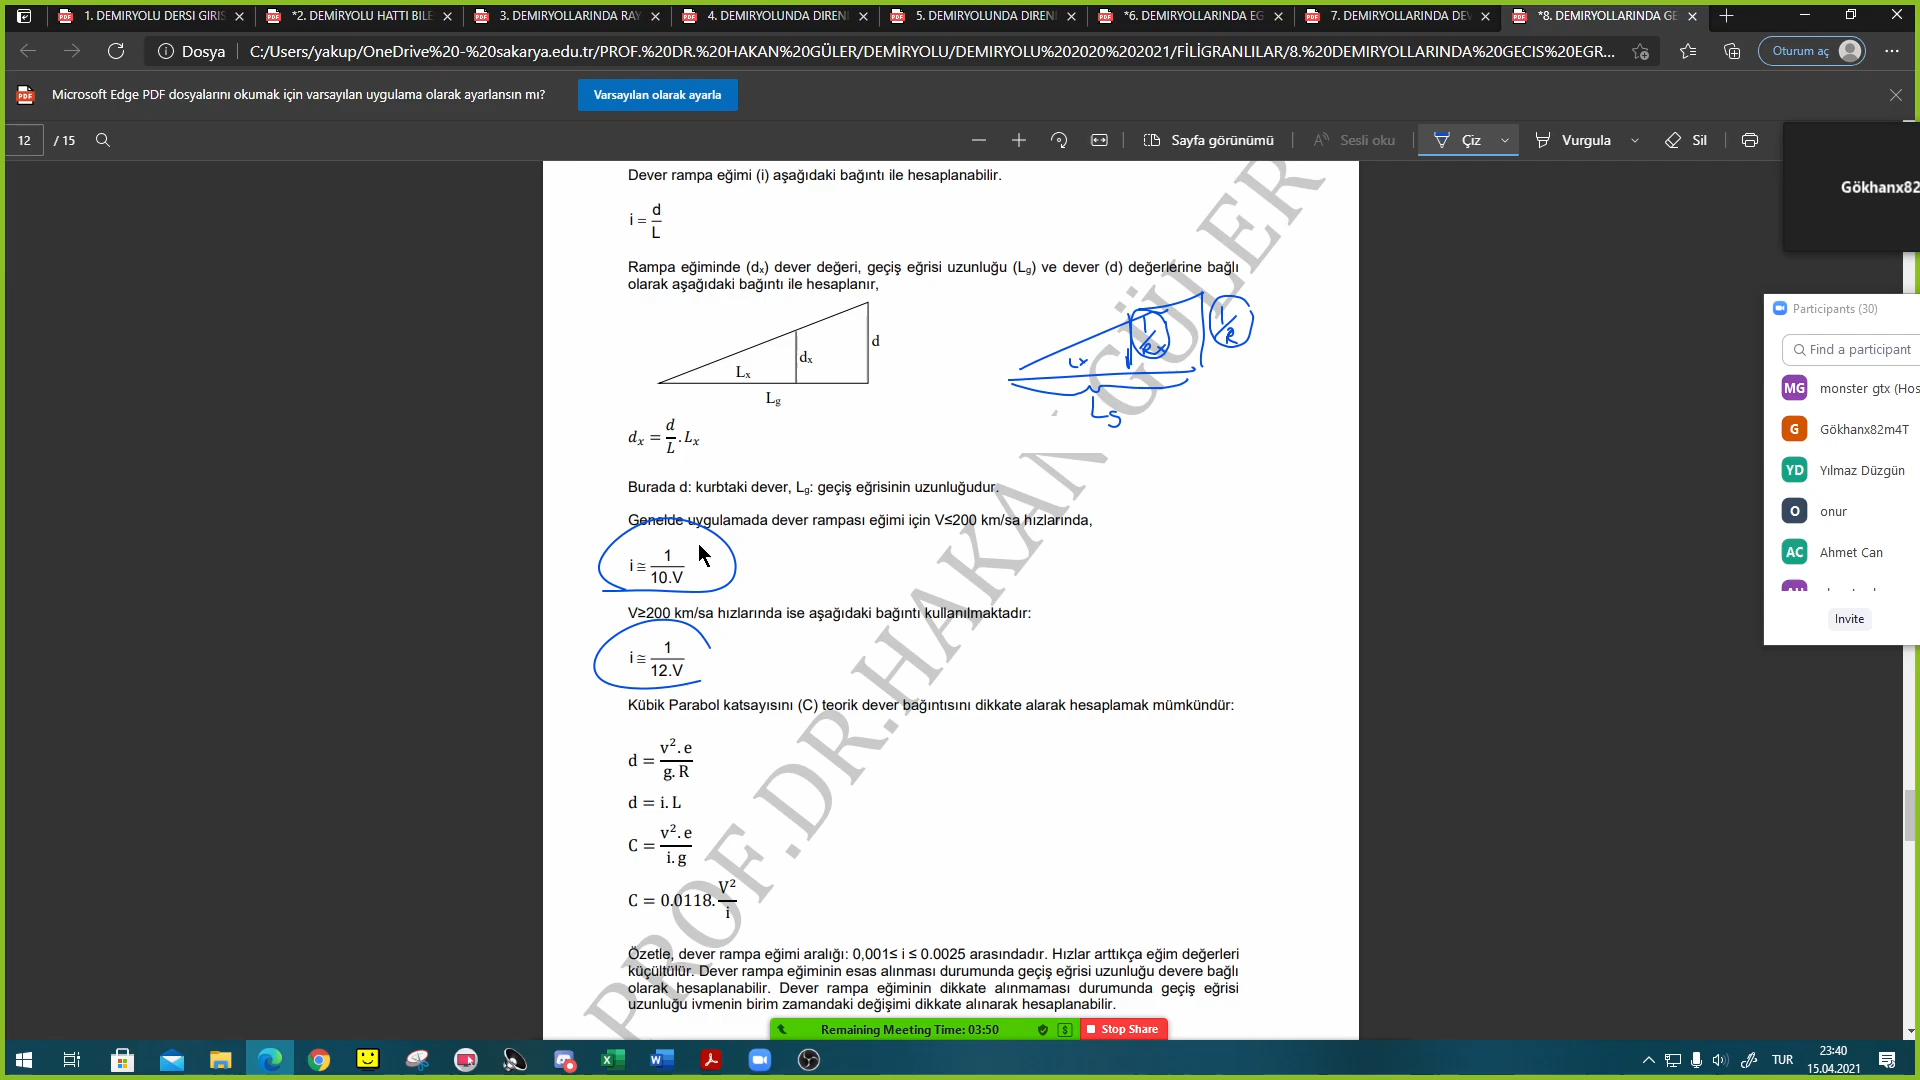 1. DEMIRYOLU DERSI GIRIS
*2. DEMİRYOLU HATTI BILE
3. DEMIRYOLLARINDA RAY
4. DEMIRYOLUNDA DIRENI
5. DEMIRYOLUNDA DIRENI
*6. DEMIRYOLLARINDA EG
7. DEMIRYOLLARINDA DEV
*8. DEMIRYOLLARINDA GE
Dosya
C:/Users/yakup/OneDrive%20-%20sakarya.edu.tr/PROF.%20DR.%20HAKAN%20GÜLER/DEMİRYOLU/DEMIRYOLU%202020%202021/FİLİGRANLILAR/8.%20DEMIRYOLLARINDA%20GECIS%20EGR...
Oturum aç
Microsoft Edge PDF dosyalarını okumak için varsayılan uygulama olarak ayarlansın mı?
Varsayılan olarak ayarla
12 / 15
Sayfa görünümü
Sesli oku
Çiz
Vurgula
Sil
Gökhanx82
Dever rampa eğimi (i) aşağıdaki bağıntı ile hesaplanabilir.
i = d/L
Rampa eğiminde (dₓ) dever değeri, geçiş eğrisi uzunluğu (Lg) ve dever (d) değerlerine bağlı
olarak aşağıdaki bağıntı ile hesaplanır,
d
dx
Lx
Lg
1/Rx
1/R
Lx
Lg
dx = d/L . Lx
Burada d: kurbtaki dever, Lg: geçiş eğrisinin uzunluğudur.
Genelde uygulamada dever rampası eğimi için V≤200 km/sa hızlarında,
i ≅ 1/10.V
V≥200 km/sa hızlarında ise aşağıdaki bağıntı kullanılmaktadır:
i ≅ 1/12.V
Kübik Parabol katsayısını (C) teorik dever bağıntısını dikkate alarak hesaplamak mümkündür:
d = v².e/g.R
d = i.L
C = v².e/i.g
C = 0.0118.V²/i
Özetle, dever rampa eğimi aralığı: 0,001≤ i ≤ 0.0025 arasındadır. Hızlar arttıkça eğim değerleri
küçültülür. Dever rampa eğiminin esas alınması durumunda geçiş eğrisi uzunluğu devere bağlı
olarak hesaplanabilir. Dever rampa eğiminin dikkate alınmaması durumunda geçiş eğrisi
uzunluğu ivmenin birim zamandaki değişimi dikkate alınarak hesaplanabilir.
PROF.DR.HAKAN GÜLER
Participants (30)
Find a participant
MG monster gtx (Hos
G Gökhanx82m4T
YD Yılmaz Düzgün
O onur
AC Ahmet Can
Invite
Remaining Meeting Time: 03:50
Stop Share
TUR
23:40
15.04.2021